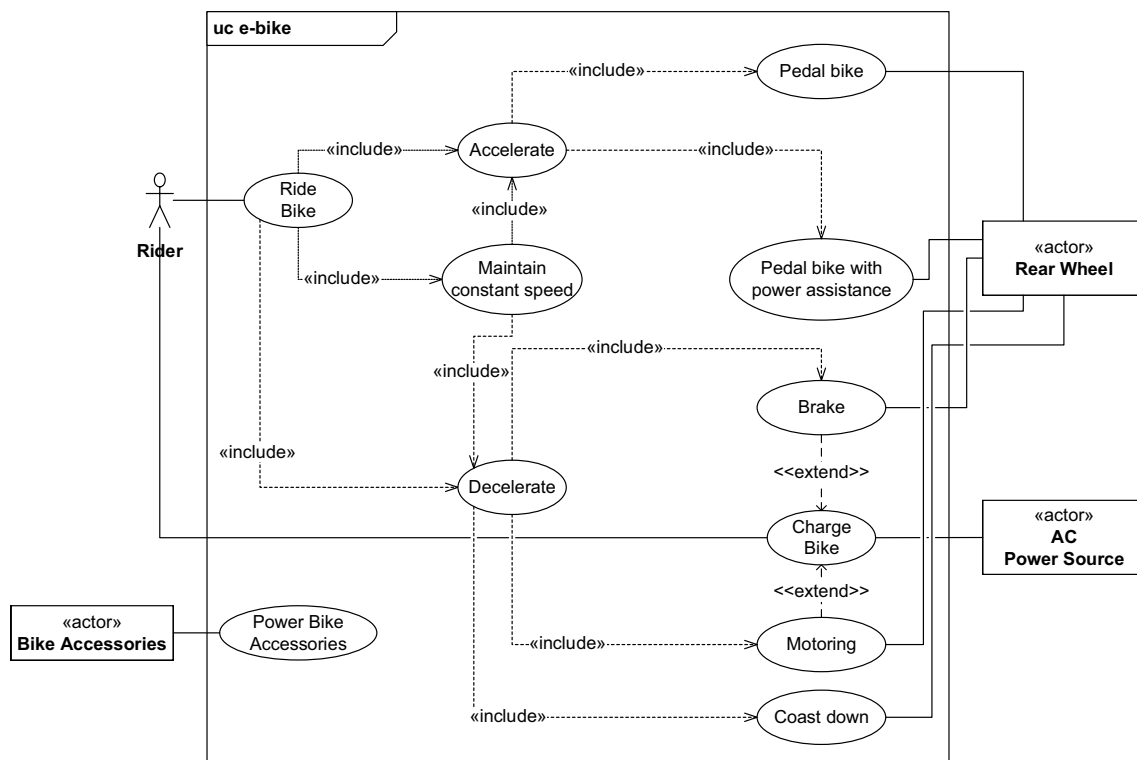 uc e-bike
«include»
Pedal bike
«include»
Accelerate
«include»
Ride
Bike
«include»
Rider
«include»
Maintain
constant speed
Pedal bike with
power assistance
«actor»
Rear Wheel
«include»
«include»
Brake
«include»
<<extend>>
Decelerate
Charge
Bike
«actor»
AC
Power Source
<<extend>>
«actor»
Bike Accessories
Power Bike
Accessories
«include»
Motoring
«include»
Coast down